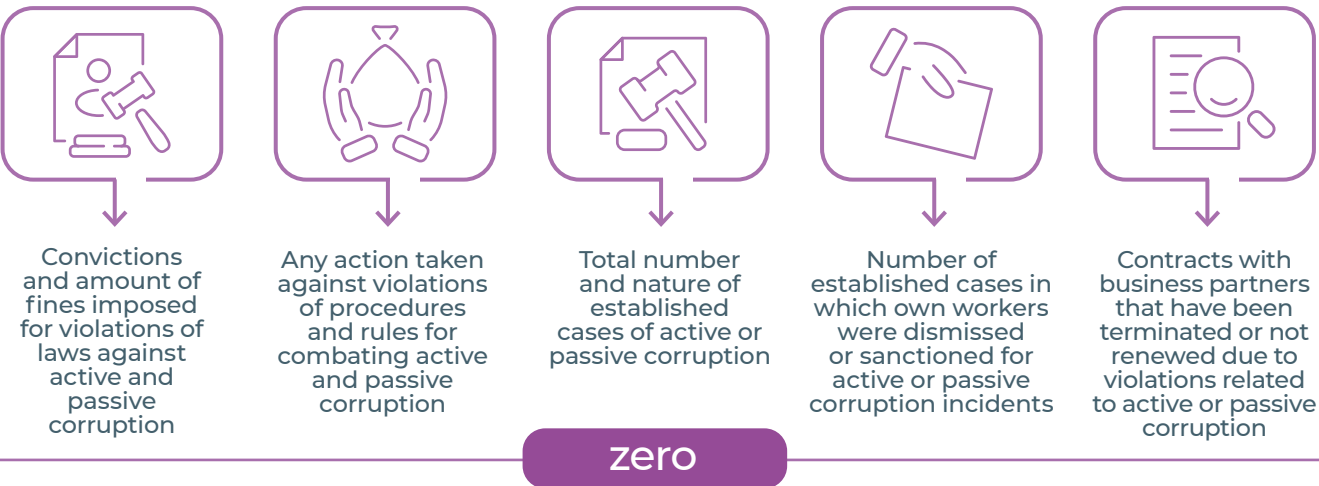 Convictions
and amount of
fines imposed
for violations of
laws against
active and
passive
corruption
Any action taken
against violations
of procedures
and rules for
combating active
and passive
corruption
Total number
and nature of
established
cases of active or
passive corruption
Number of
established cases in
which own workers
were dismissed
or sanctioned for
active or passive
corruption incidents
Contracts with
business partners
that have been
terminated or not
renewed due to
violations related
to active or passive
corruption
zero